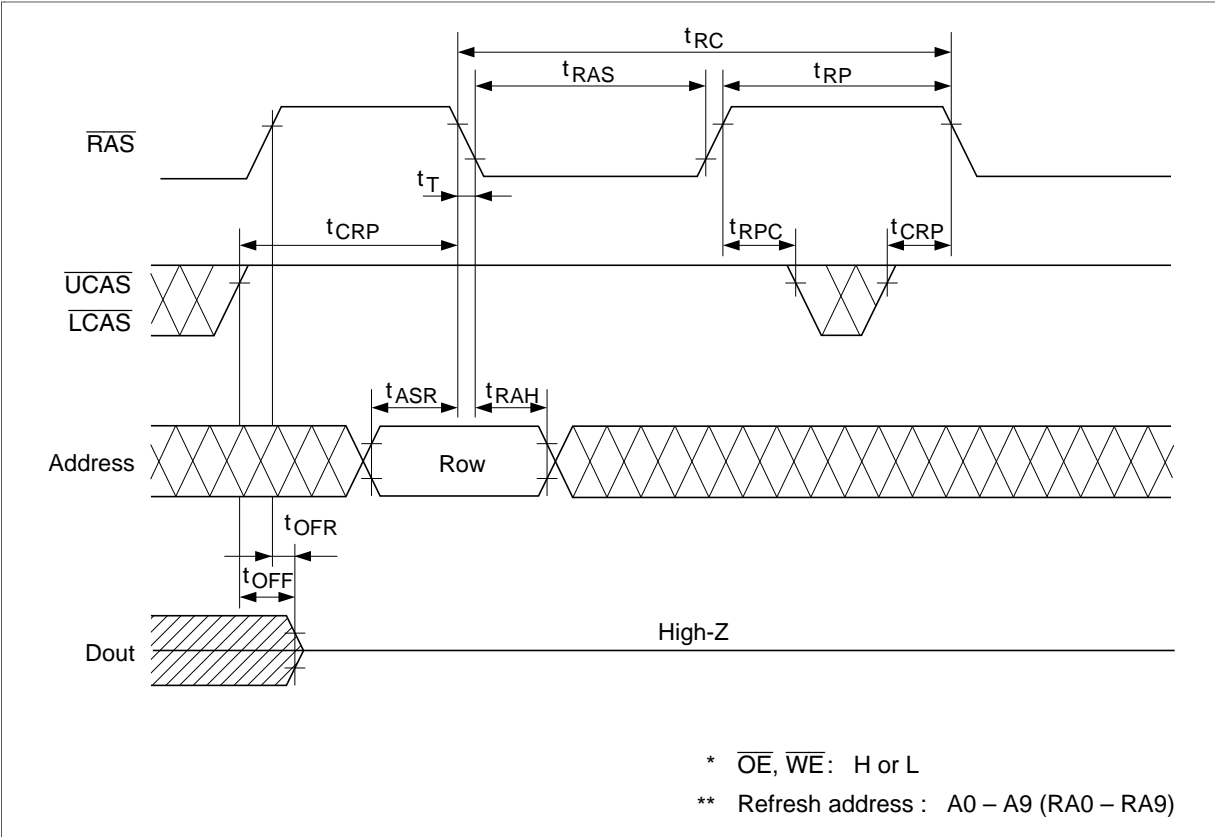 tRC
tRAS
tRP
RAS
tT
tCRP
tRPC
tCRP
UCAS
LCAS
tASR
tRAH
Address
Row
tOFR
tOFF
High-Z
Dout
* OE, WE: H or L
** Refresh address : A0 – A9 (RA0 – RA9)